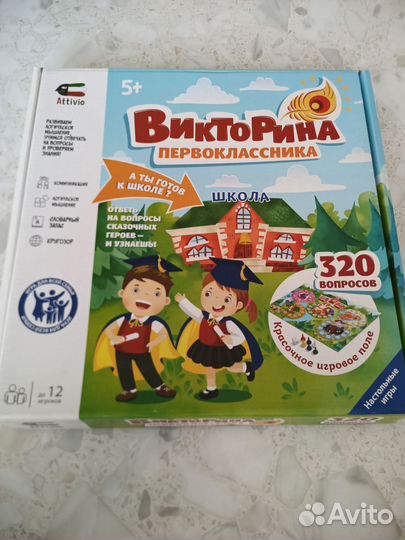 Attivio
5+
ВИКТОРИНА
ПЕРВОКЛАССНИКА
РАЗВИВАЕМ
ЛОГИЧЕСКОЕ
МЫШЛЕНИЕ,
УЧИМСЯ ОТВЕЧАТЬ
НА ВОПРОСЫ
И ПРОВЕРЯЕМ
ЗНАНИЯ!
КОММУНИКАЦИЯ
ЛОГИЧЕСКОЕ
МЫШЛЕНИЕ
СЛОВАРНЫЙ
ЗАПАС
КРУГОЗОР
А ТЫ ГОТОВ
К ШКОЛЕ?
ОТВЕТЬ
НА ВОПРОСЫ
СКАЗОЧНЫХ
ГЕРОЕВ —
И УЗНАЕШЬ!
ШКОЛА
320
ВОПРОСОВ
Красочное игровое поле
до 12
игроков
Настольные
игры
Avito